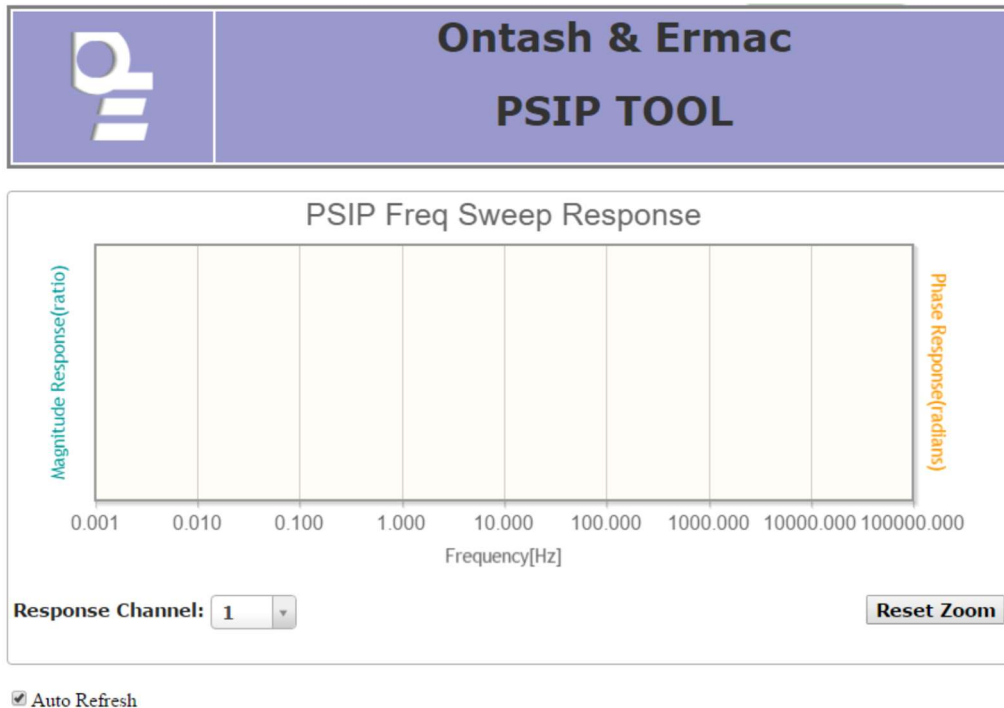 Ontash & Ermac
PSIP TOOL
PSIP Freq Sweep Response
Magnitude Response(ratio)
Phase Response(radians)
0.001 0.010 0.100 1.000 10.000 100.000 1000.000 10000.000 100000.000
Frequency[Hz]
Response Channel: 1
Reset Zoom
Auto Refresh